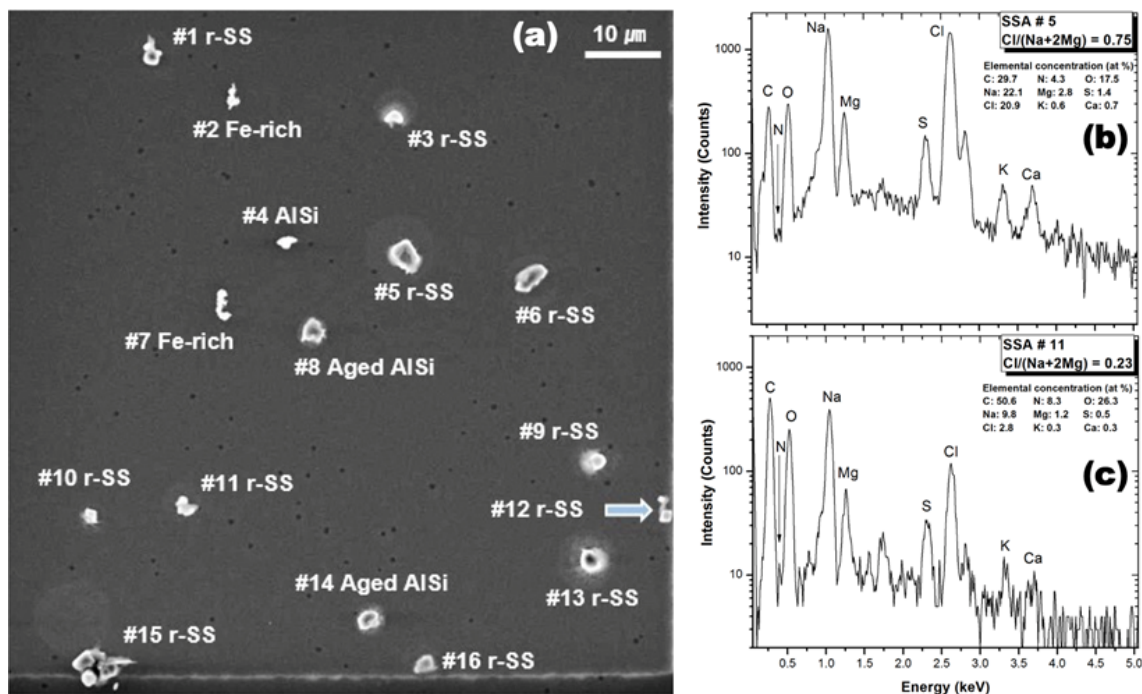 (a)
10 μm
#1 r-SS
#2 Fe-rich
#3 r-SS
#4 AlSi
#5 r-SS
#6 r-SS
#7 Fe-rich
#8 Aged AlSi
#9 r-SS
#10 r-SS
#11 r-SS
#12 r-SS
#13 r-SS
#14 Aged AlSi
#15 r-SS
#16 r-SS
SSA # 5
Cl/(Na+2Mg) = 0.75
Elemental concentration (at %)
C: 29.7 N: 4.3 O: 17.5
Na: 22.1 Mg: 2.8 S: 1.4
Cl: 20.9 K: 0.6 Ca: 0.7
(b)
Intensity (Counts)
1000
100
10
C
N
O
Na
Mg
S
Cl
K
Ca
SSA # 11
Cl/(Na+2Mg) = 0.23
Elemental concentration (at %)
C: 50.6 N: 8.3 O: 26.3
Na: 9.8 Mg: 1.2 S: 0.5
Cl: 2.8 K: 0.3 Ca: 0.3
(c)
Intensity (Counts)
1000
100
10
C
N
O
Na
Mg
S
Cl
K
Ca
0.5 1.0 1.5 2.0 2.5 3.0 3.5 4.0 4.5 5.0
Energy (keV)